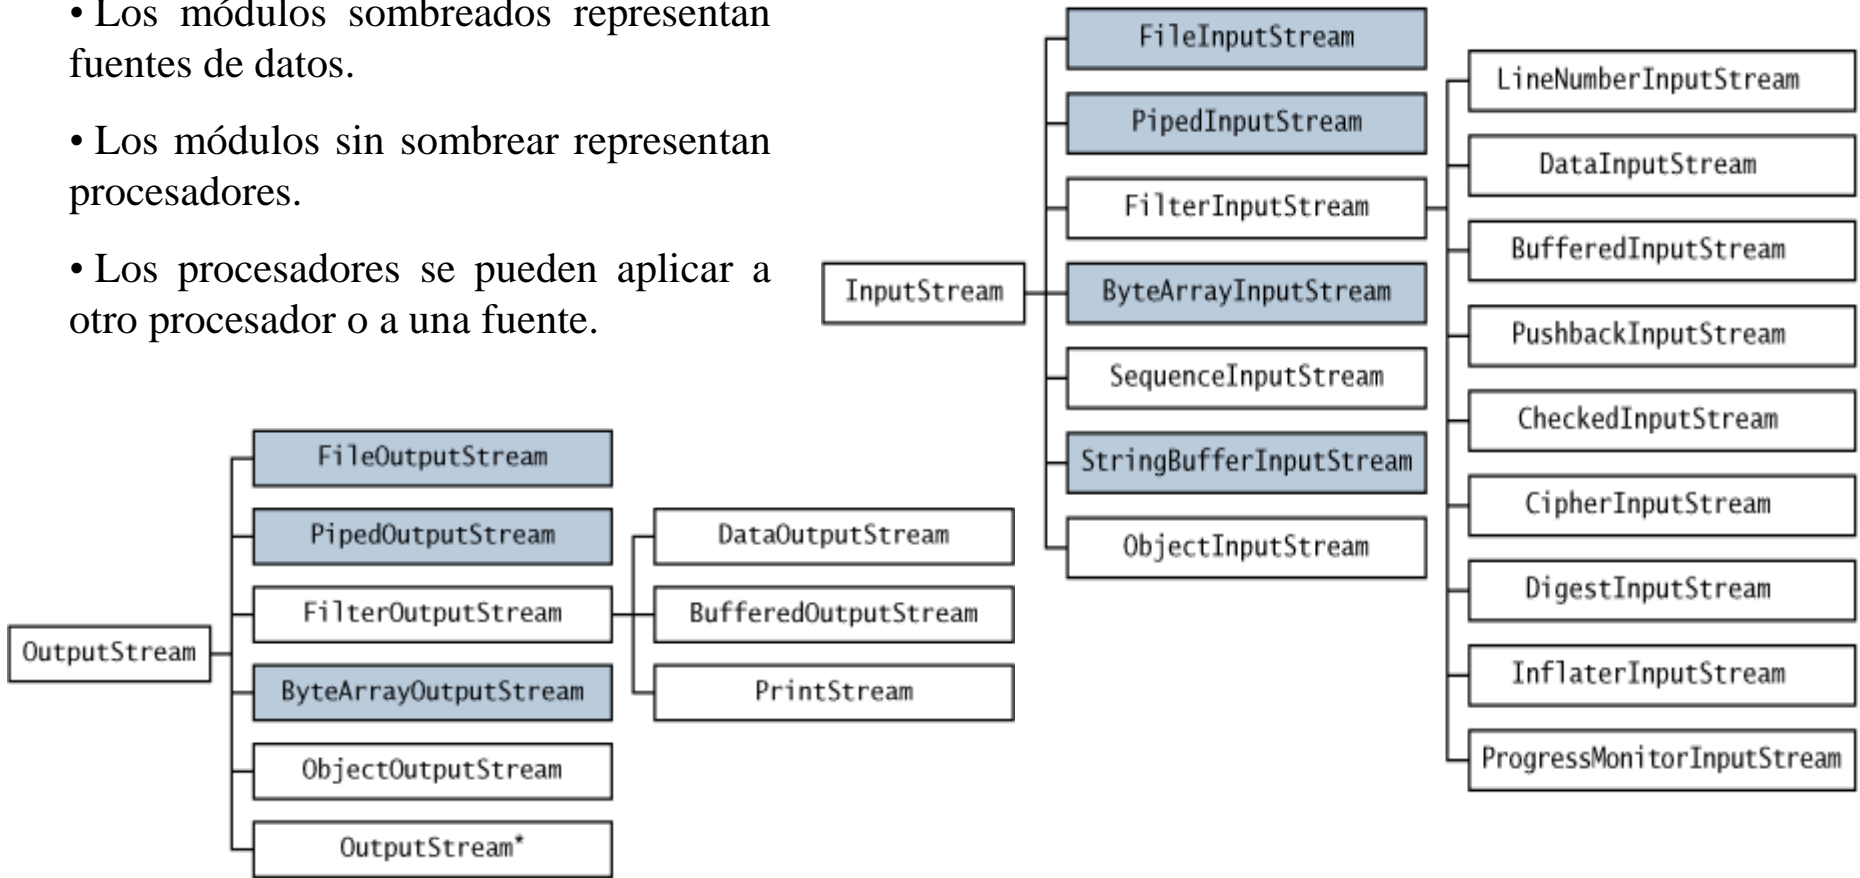 • Los módulos sombreados representan
fuentes de datos.
• Los módulos sin sombrear representan
procesadores.
• Los procesadores se pueden aplicar a
otro procesador o a una fuente.
InputStream
FileInputStream
PipedInputStream
FilterInputStream
ByteArrayInputStream
SequenceInputStream
StringBufferInputStream
ObjectInputStream
LineNumberInputStream
DataInputStream
BufferedInputStream
PushbackInputStream
CheckedInputStream
CipherInputStream
DigestInputStream
InflaterInputStream
ProgressMonitorInputStream
OutputStream
FileOutputStream
PipedOutputStream
FilterOutputStream
ByteArrayOutputStream
ObjectOutputStream
OutputStream*
DataOutputStream
BufferedOutputStream
PrintStream